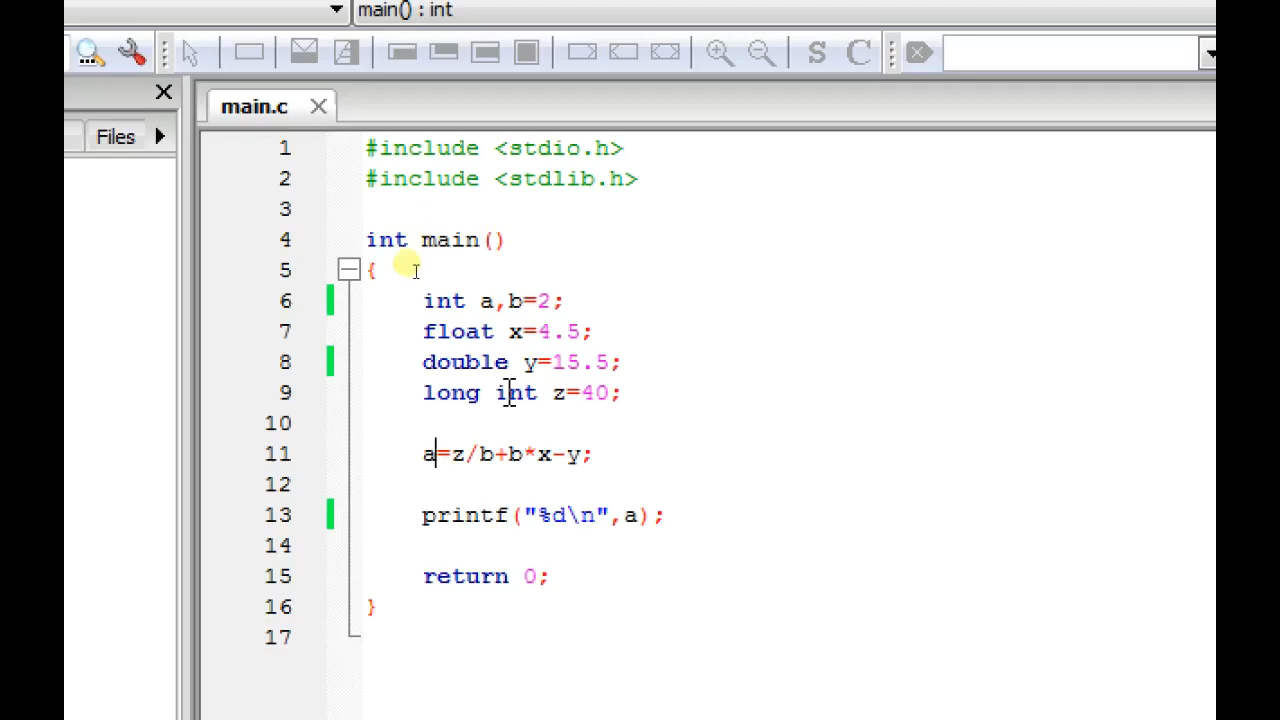 main() : int
S C
main.c
Files
1 #include <stdio.h>
2 #include <stdlib.h>
3
4 int main()
5 {
6 int a,b=2;
7 float x=4.5;
8 double y=15.5;
9 long int z=40;
10
11 a=z/b+b*x-y;
12
13 printf("%d\n",a);
14
15 return 0;
16 }
17